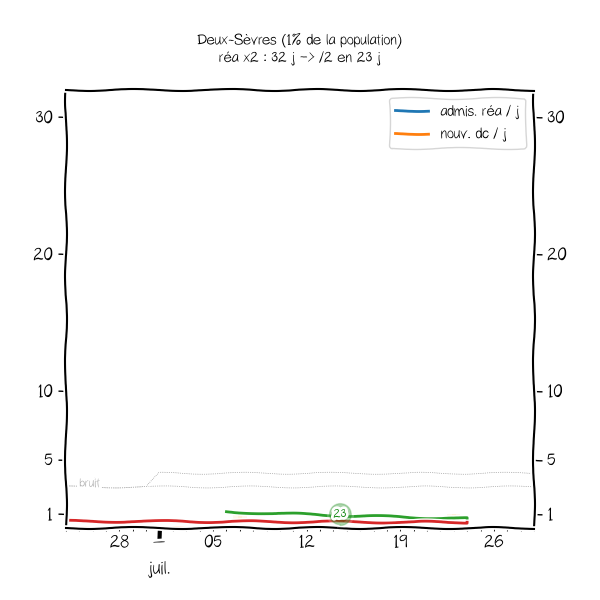 Deux-Sèvres (1% de la population)
réa x2 : 32 j -> /2 en 23 j
admis. réa / j
nouv. dc / j
30
30
20
20
10
10
5
5
bruit
1
1
23
28
1
05
12
19
26
juil.